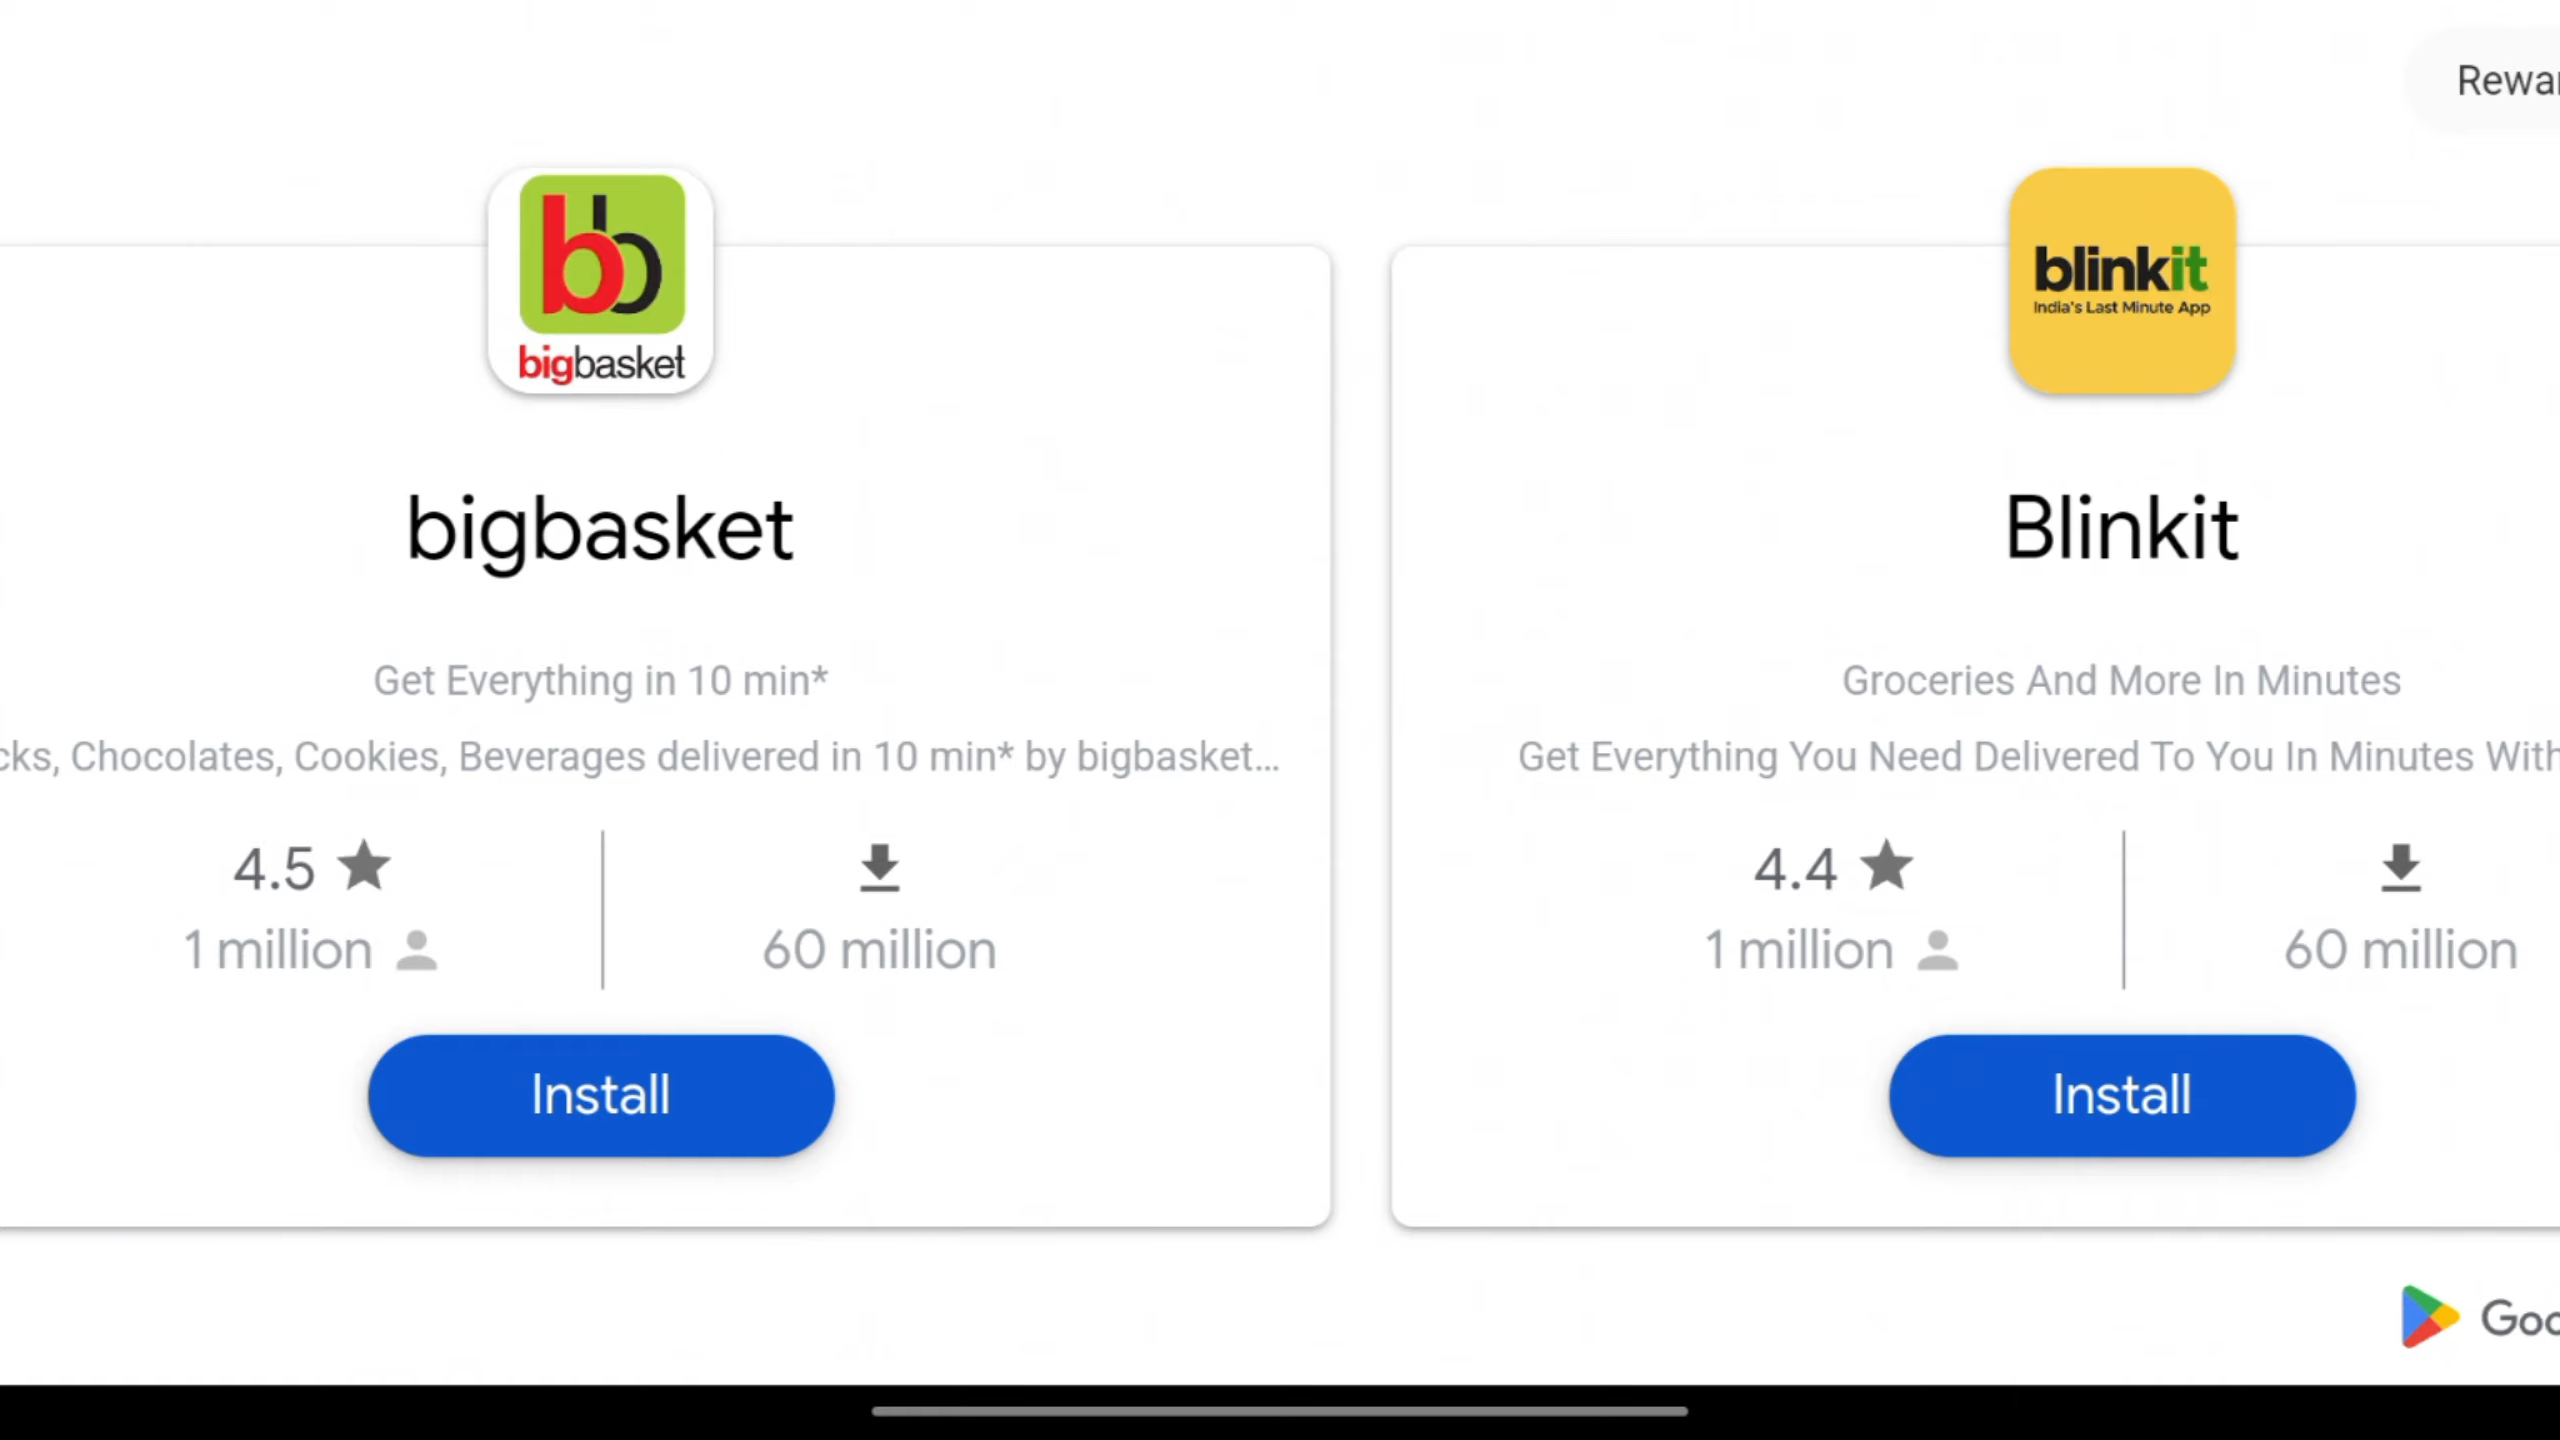 Rewar
bb
bigbasket
bigbasket
Get Everything in 10 min*
cks, Chocolates, Cookies, Beverages delivered in 10 min* by bigbasket...
4.5
1 million
60 million
Install
blinkit
India's Last Minute App
Blinkit
Groceries And More In Minutes
Get Everything You Need Delivered To You In Minutes With
4.4
1 million
60 million
Install
Goo